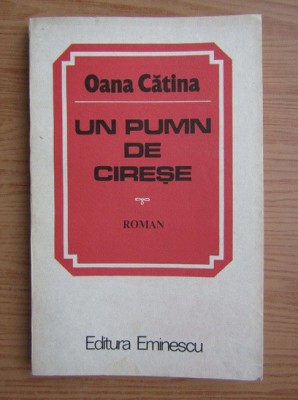 Oana Cătina
UN PUMN
DE
CIREȘE
ROMAN
Editura Eminescu